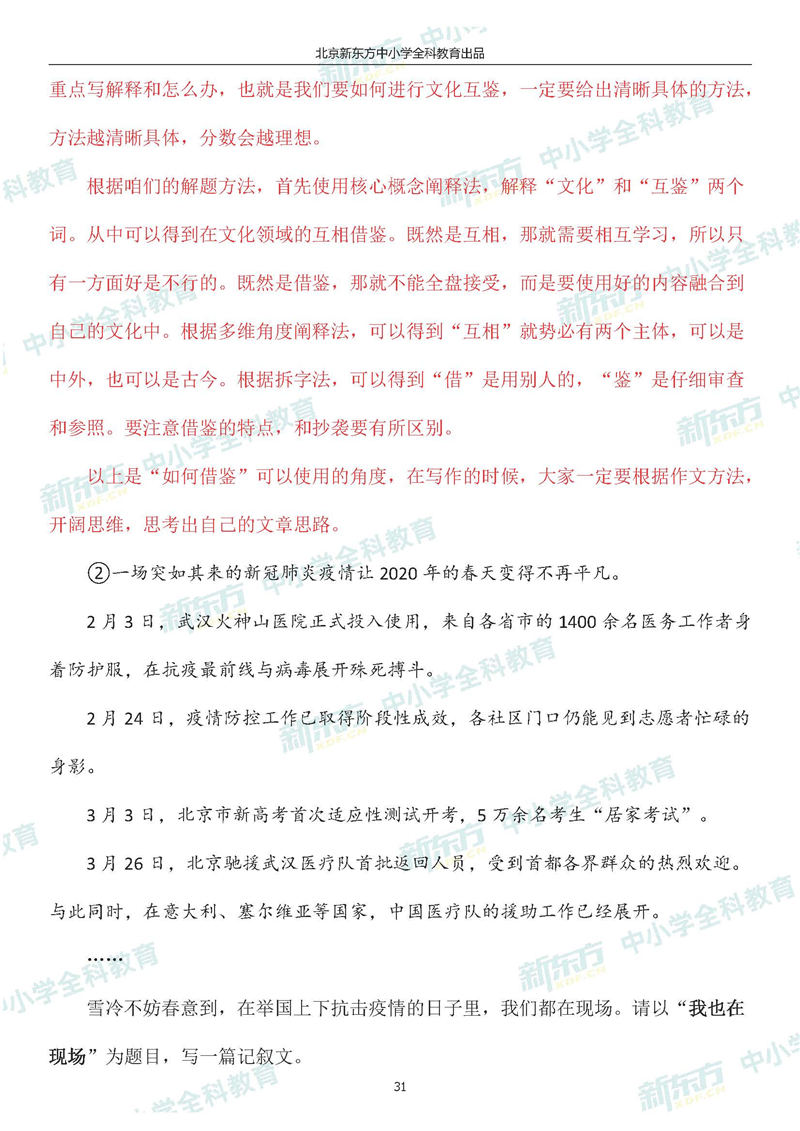 北京新东方中小学全科教育出品
重点写解释和怎么办，也就是我们要如何进行文化互鉴，一定要给出清晰具体的方法，
方法越清晰具体，分数会越理想。
根据咱们的解题方法，首先使用核心概念阐释法，解释“文化”和“互鉴”两个
词。从中可以得到在文化领域的互相借鉴。既然是互相，那就需要相互学习，所以只
有一方面好是不行的。既然是借鉴，那就不能全盘接受，而是要使用好的内容融合到
自己的文化中。根据多维角度阐释法，可以得到“互相”就势必有两个主体，可以是
中外，也可以是古今。根据拆字法，可以得到“借”是用别人的，“鉴”是仔细审查
和参照。要注意借鉴的特点，和抄袭要有所区别。
以上是“如何借鉴”可以使用的角度，在写作的时候，大家一定要根据作文方法，
开阔思维，思考出自己的文章思路。
②一场突如其来的新冠肺炎疫情让 2020 年的春天变得不再平凡。
2 月 3 日，武汉火神山医院正式投入使用，来自各省市的 1400 余名医务工作者身
着防护服，在抗疫最前线与病毒展开殊死搏斗。
2 月 24 日，疫情防控工作已取得阶段性成效，各社区门口仍能见到志愿者忙碌的
身影。
3 月 3 日，北京市新高考首次适应性测试开考，5 万余名考生“居家考试”。
3 月 26 日，北京驰援武汉医疗队首批返回人员，受到首都各界群众的热烈欢迎。
与此同时，在意大利、塞尔维亚等国家，中国医疗队的援助工作已经展开。
……
雪冷不妨春意到，在举国上下抗击疫情的日子里，我们都在现场。请以“我也在
现场”为题目，写一篇记叙文。
31
新东方 中小学全科教育
XDF.CN